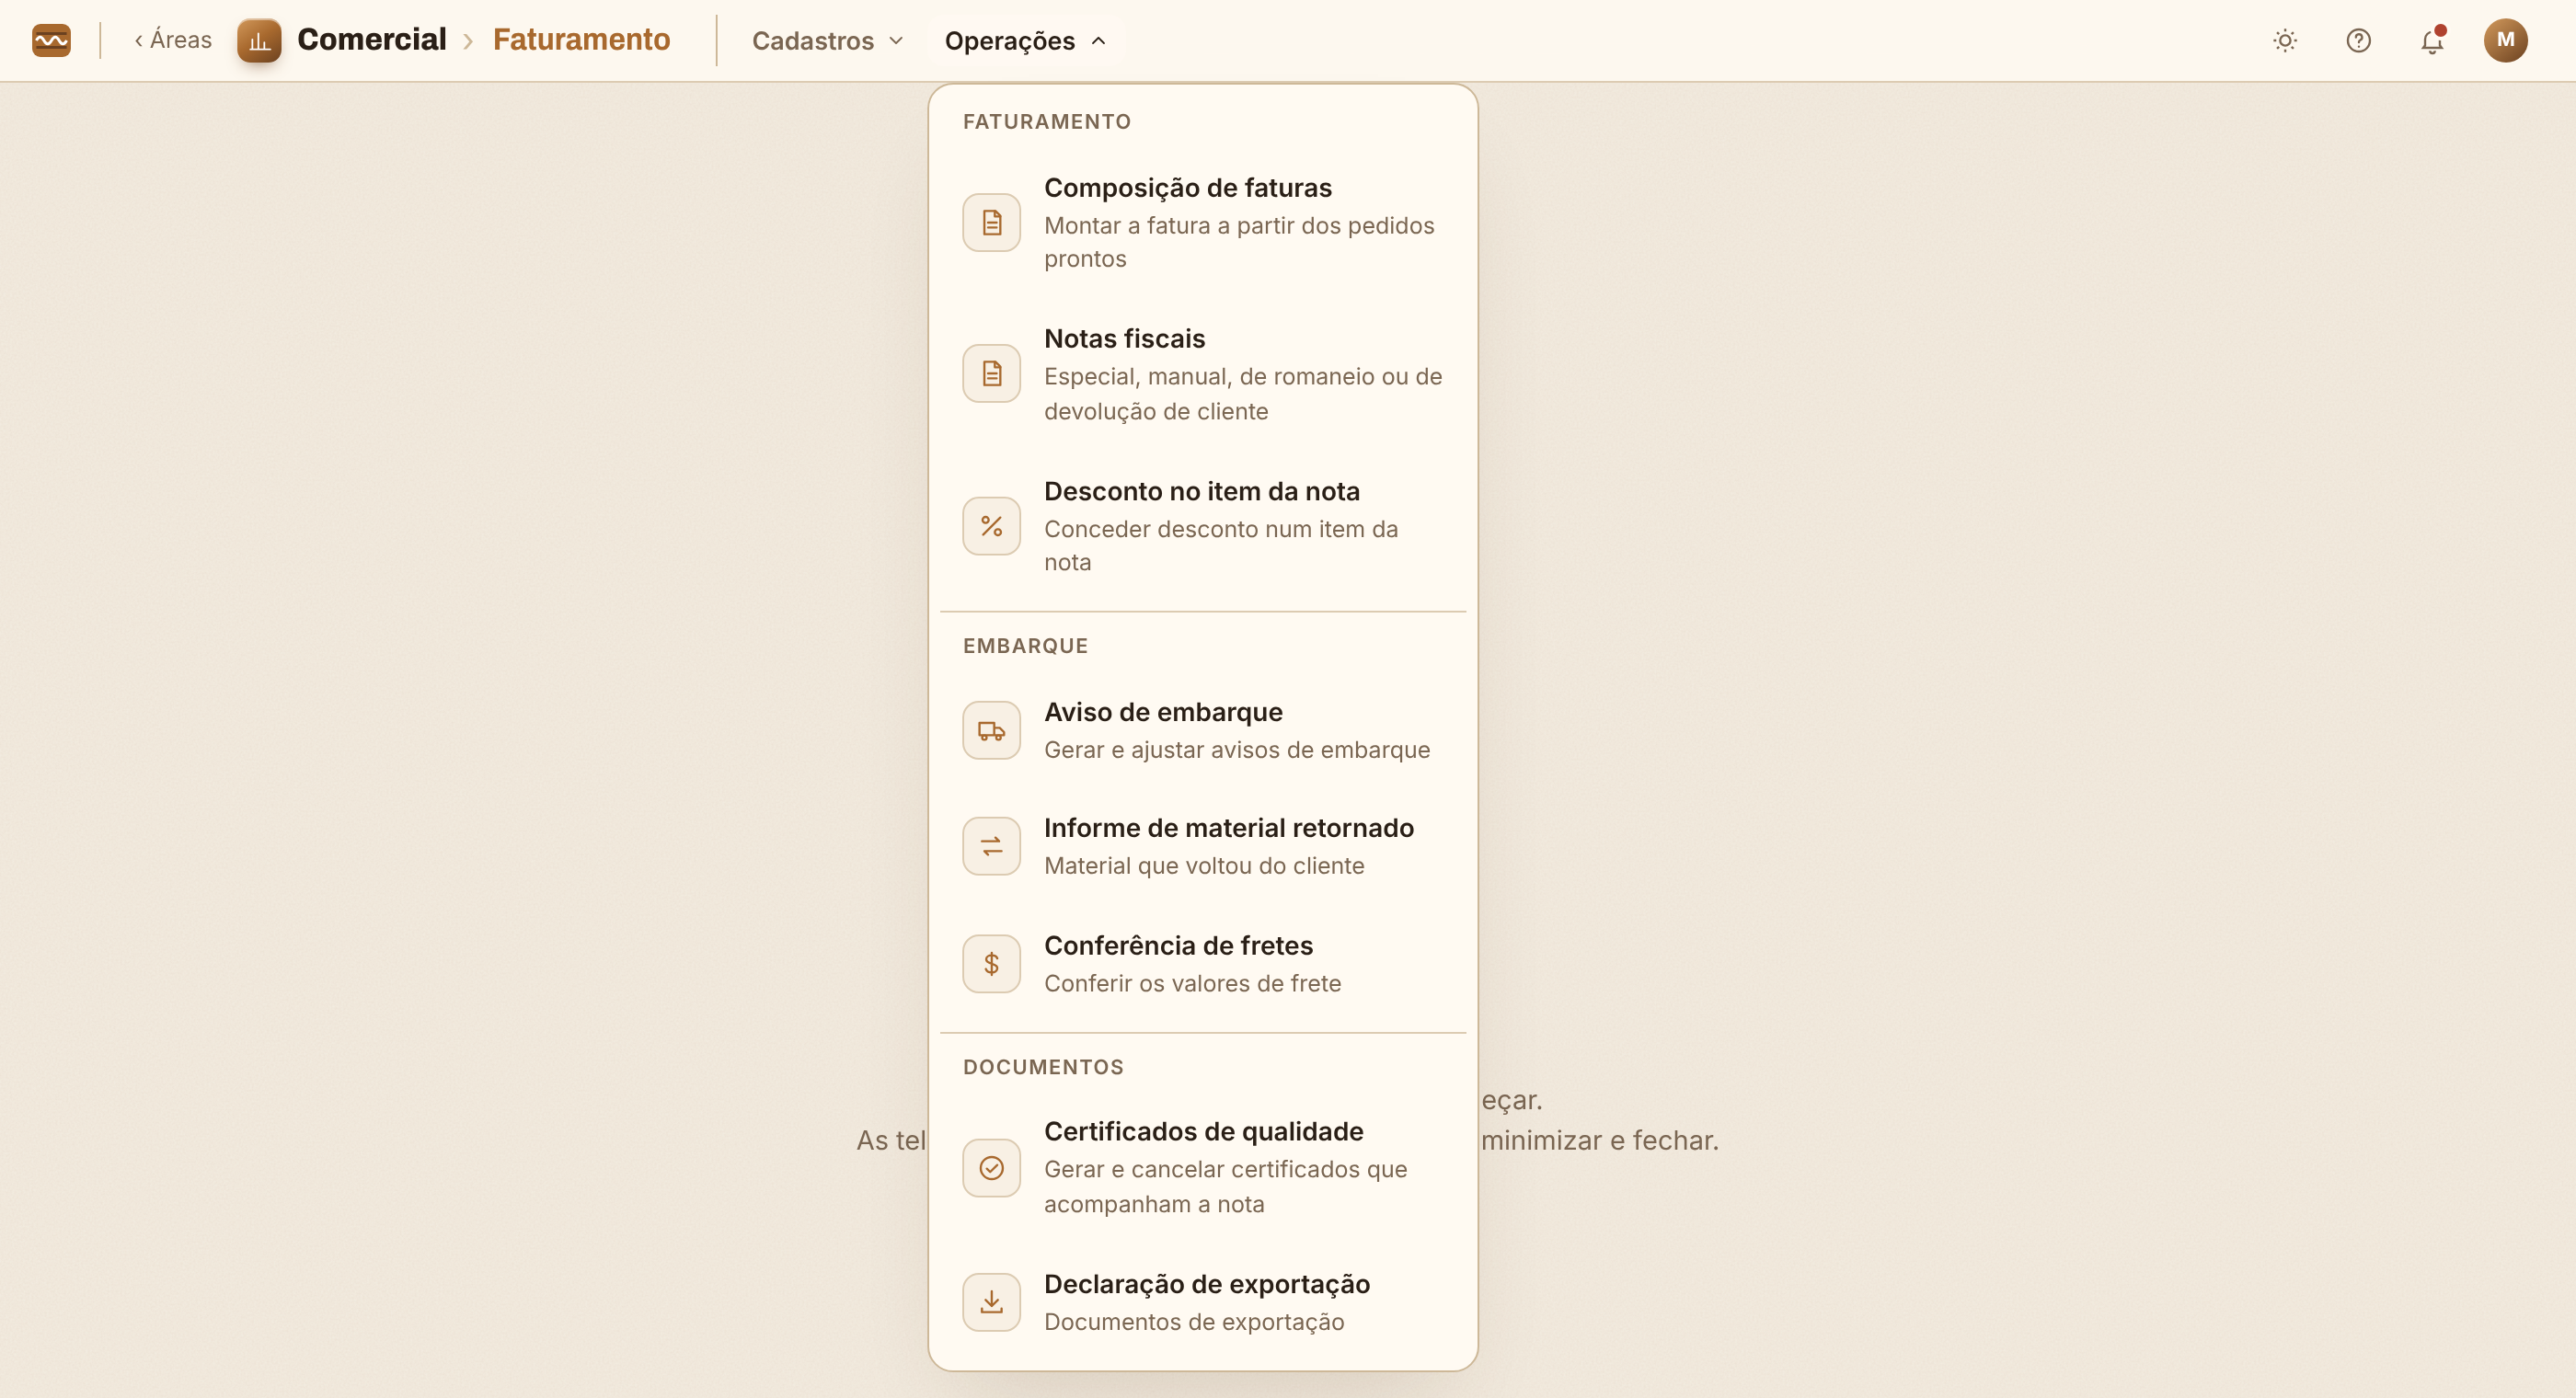 ‹ Áreas
Comercial › Faturamento
Cadastros
Operações
M
FATURAMENTO
Composição de faturas
Montar a fatura a partir dos pedidos
prontos
Notas fiscais
Especial, manual, de romaneio ou de
devolução de cliente
Desconto no item da nota
Conceder desconto num item da
nota
EMBARQUE
Aviso de embarque
Gerar e ajustar avisos de embarque
Informe de material retornado
Material que voltou do cliente
$
Conferência de fretes
Conferir os valores de frete
DOCUMENTOS
Certificados de qualidade
Gerar e cancelar certificados que
acompanham a nota
Declaração de exportação
Documentos de exportação
eçar.
As tel
minimizar e fechar.